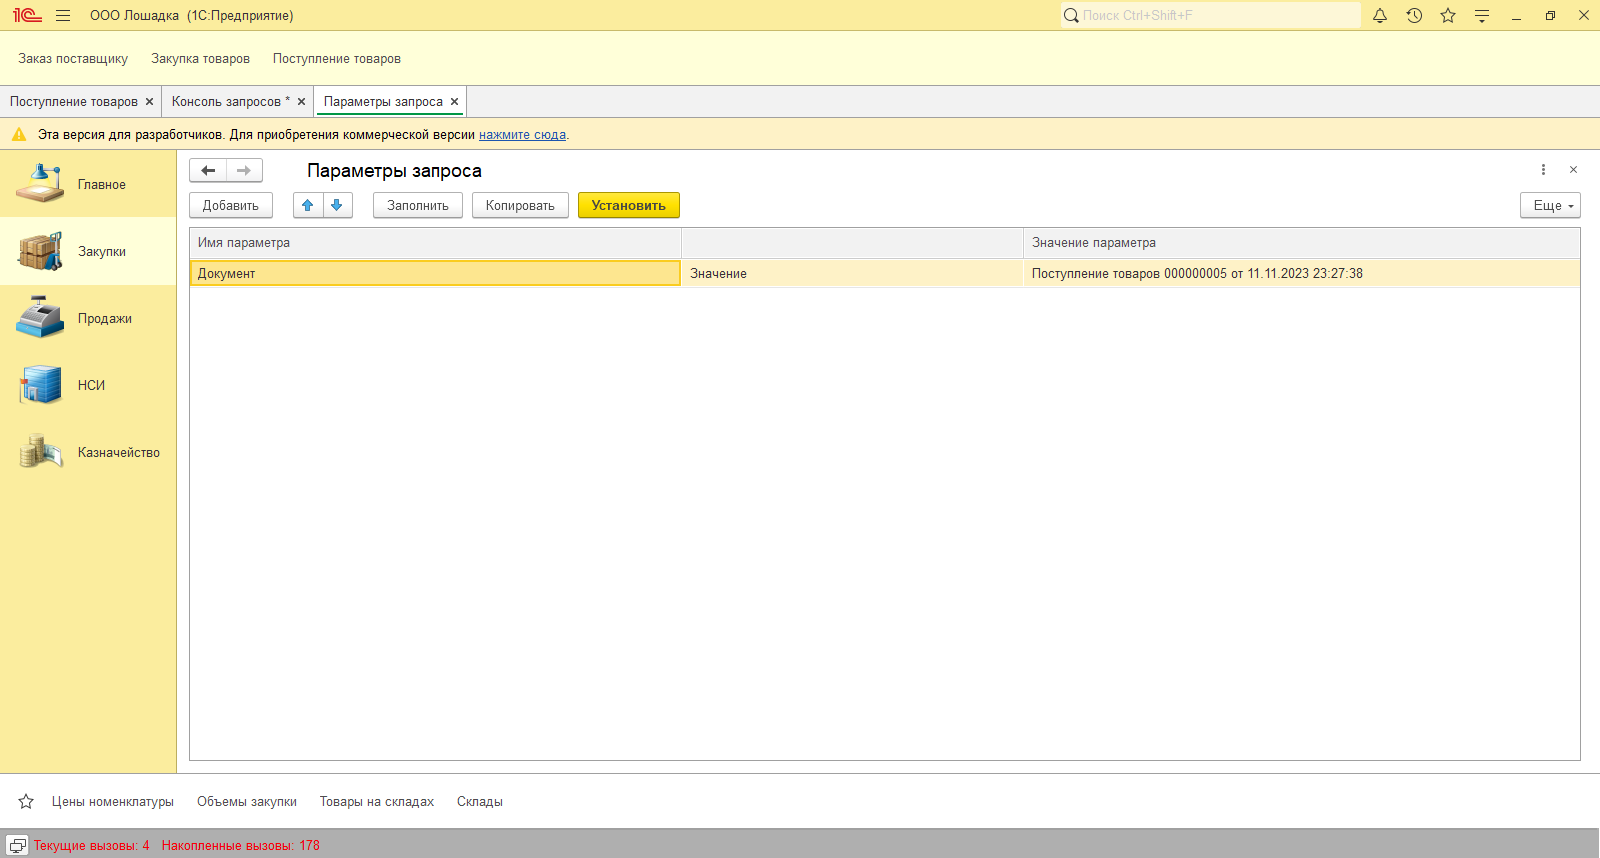 1С ООО Лошадка (1С:Предприятие) Поиск Ctrl+Shift+F
Заказ поставщику Закупка товаров Поступление товаров
Поступление товаров × Консоль запросов * × Параметры запроса ×
Эта версия для разработчиков. Для приобретения коммерческой версии нажмите сюда.
Главное
Закупки
Продажи
НСИ
Казначейство
Параметры запроса
Добавить Заполнить Копировать Установить Еще
Имя параметра Значение параметра
Документ Значение Поступление товаров 000000005 от 11.11.2023 23:27:38
Цены номенклатуры Объемы закупки Товары на складах Склады
Текущие вызовы: 4 Накопленные вызовы: 178